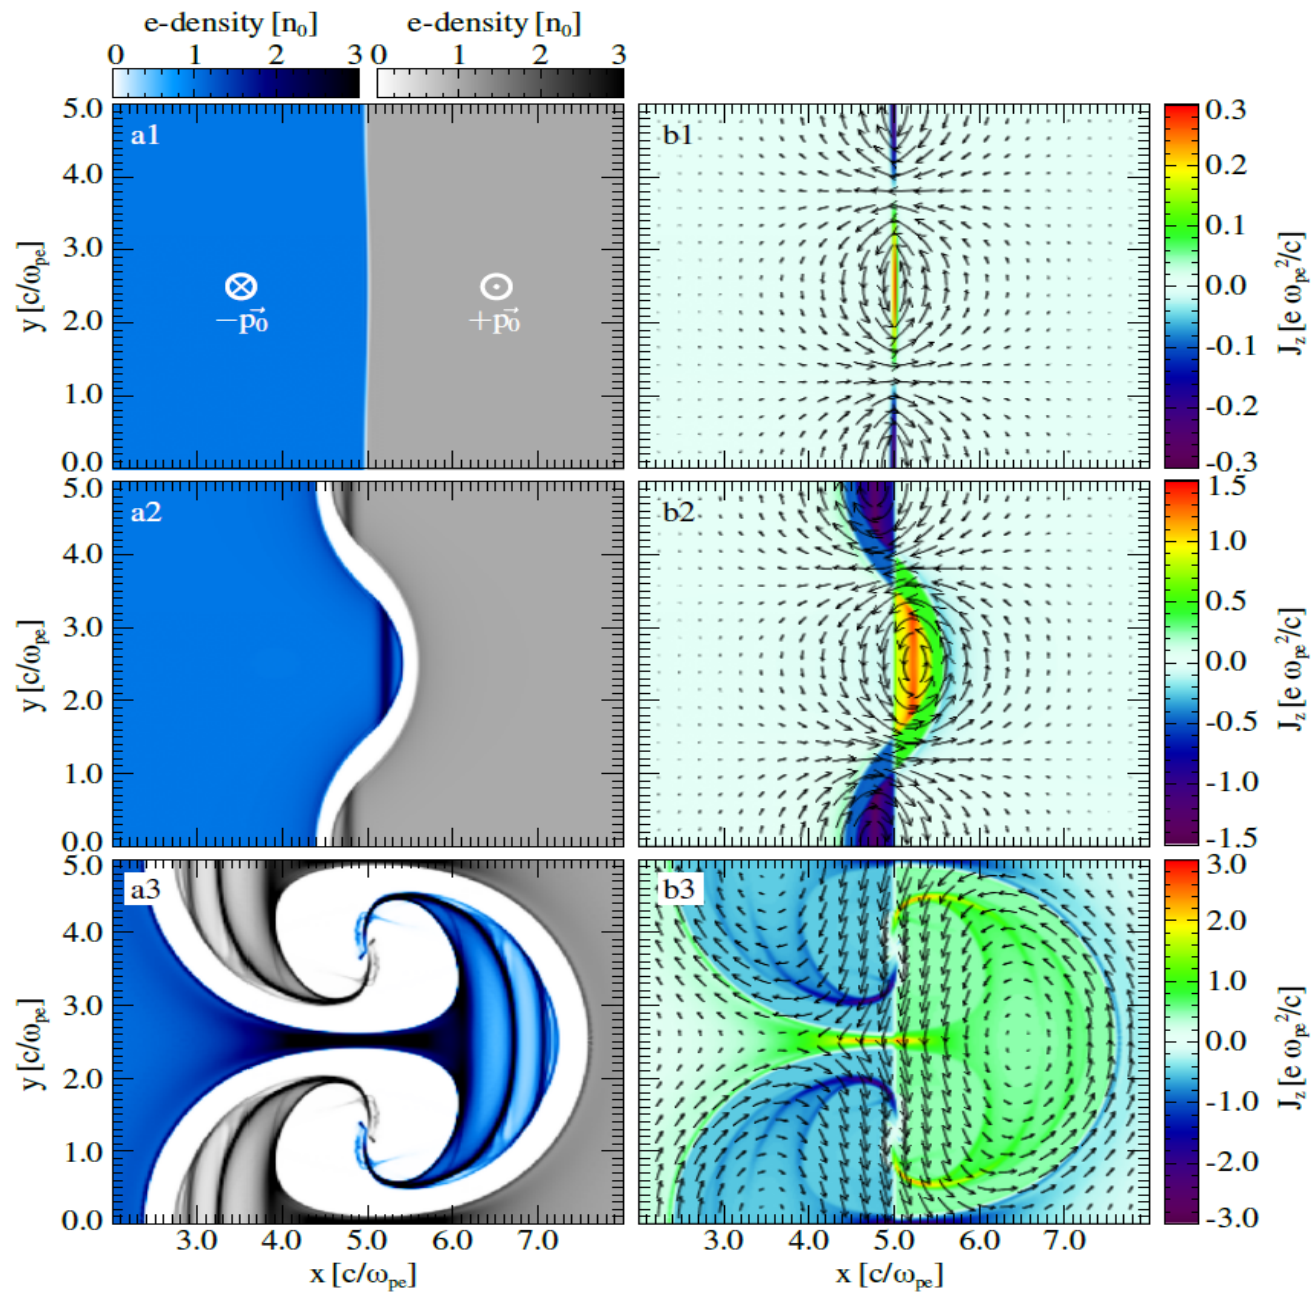 e-density [n₀] e-density [n₀]
0 1 2 3 0 1 2 3
a1
5.0
4.0
3.0
2.0
1.0
0.0
y [c/ω_pe]
⊗ ⊙
−p⃗₀ +p⃗₀
b1
0.3
0.2
0.1
0.0
-0.1
-0.2
-0.3
J_z [e ω_pe²/c]
a2
5.0
4.0
3.0
2.0
1.0
0.0
y [c/ω_pe]
b2
1.5
1.0
0.5
0.0
-0.5
-1.0
-1.5
J_z [e ω_pe²/c]
a3
5.0
4.0
3.0
2.0
1.0
0.0
y [c/ω_pe]
b3
3.0
2.0
1.0
0.0
-1.0
-2.0
-3.0
J_z [e ω_pe²/c]
3.0 4.0 5.0 6.0 7.0 3.0 4.0 5.0 6.0 7.0
x [c/ω_pe] x [c/ω_pe]